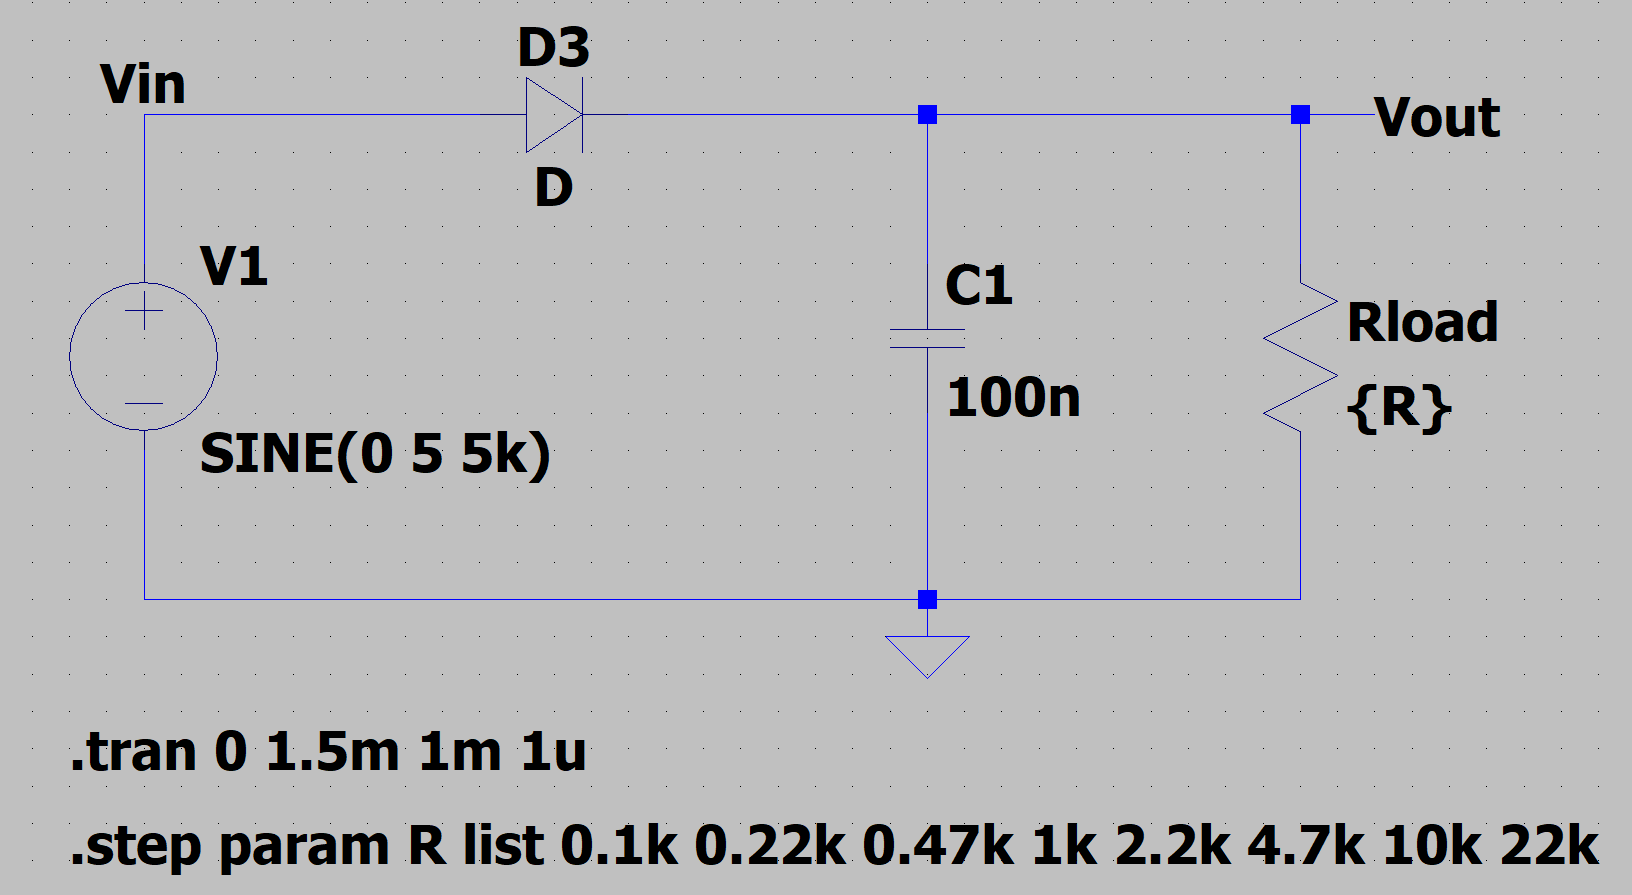 D3
Vin
Vout
D
V1
C1
Rload
100n
{R}
SINE(0 5 5k)
.tran 0 1.5m 1m 1u
.step param R list 0.1k 0.22k 0.47k 1k 2.2k 4.7k 10k 22k